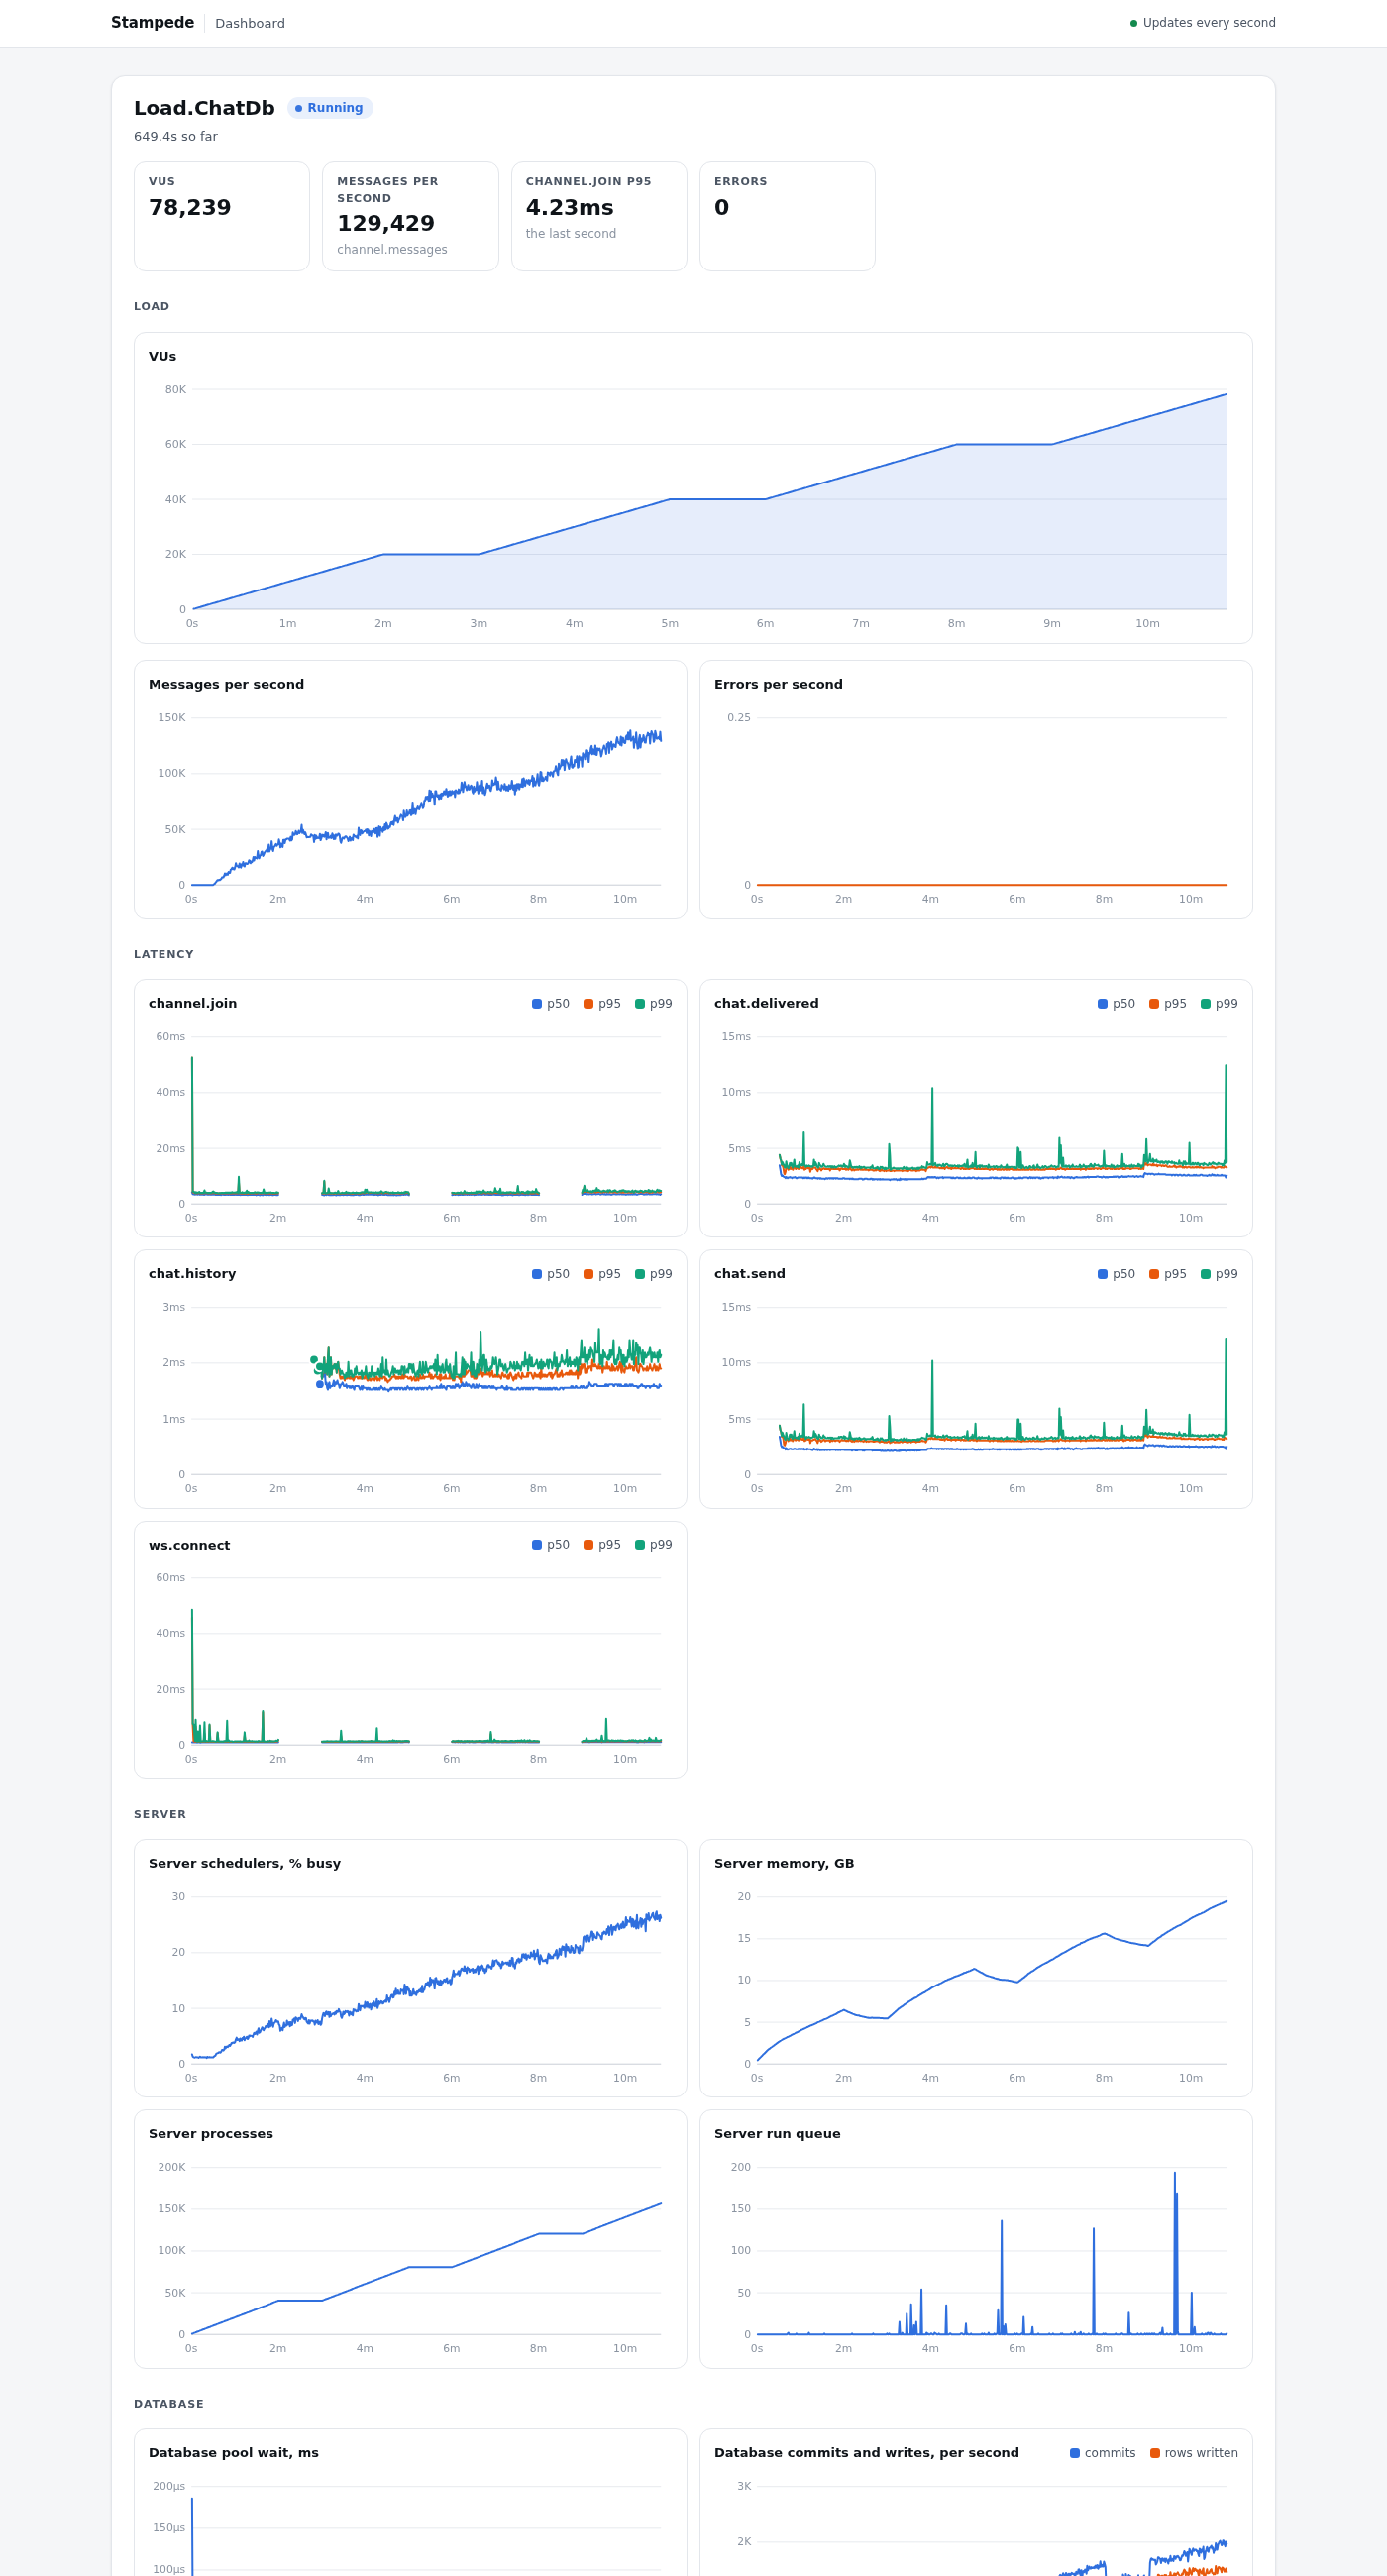 Stampede Dashboard Updates every second
Load.ChatDb Running
649.4s so far
VUS
78,239
MESSAGES PER
SECOND
129,429
channel.messages
CHANNEL.JOIN P95
4.23ms
the last second
ERRORS
0
LOAD
VUs
80K
60K
40K
20K
0
0s 1m 2m 3m 4m 5m 6m 7m 8m 9m 10m
Messages per second
150K
100K
50K
0
0s 2m 4m 6m 8m 10m
Errors per second
0.25
0
0s 2m 4m 6m 8m 10m
LATENCY
channel.join p50 p95 p99
60ms
40ms
20ms
0
0s 2m 4m 6m 8m 10m
chat.delivered p50 p95 p99
15ms
10ms
5ms
0
0s 2m 4m 6m 8m 10m
chat.history p50 p95 p99
3ms
2ms
1ms
0
0s 2m 4m 6m 8m 10m
chat.send p50 p95 p99
15ms
10ms
5ms
0
0s 2m 4m 6m 8m 10m
ws.connect p50 p95 p99
60ms
40ms
20ms
0
0s 2m 4m 6m 8m 10m
SERVER
Server schedulers, % busy
30
20
10
0
0s 2m 4m 6m 8m 10m
Server memory, GB
20
15
10
5
0
0s 2m 4m 6m 8m 10m
Server processes
200K
150K
100K
50K
0
0s 2m 4m 6m 8m 10m
Server run queue
200
150
100
50
0
0s 2m 4m 6m 8m 10m
DATABASE
Database pool wait, ms
200µs
150µs
100µs
Database commits and writes, per second commits rows written
3K
2K